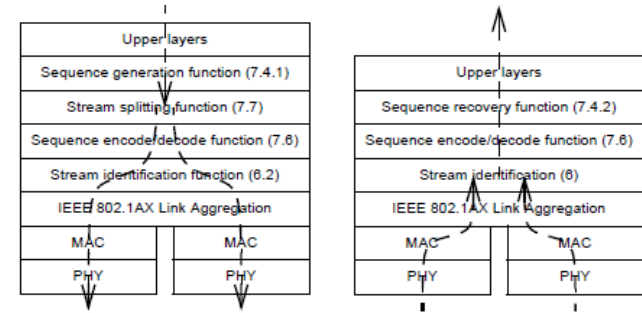 Upper layers
Sequence generation function (7.4.1)
Stream splitting function (7.7)
Sequence encode/decode function (7.6)
Stream identification function (6.2)
IEEE 802.1AX Link Aggregation
MAC MAC
PHY PHY
Upper layers
Sequence recovery function (7.4.2)
Sequence encode/decode function (7.6)
Stream identification (6)
IEEE 802.1AX Link Aggregation
MAC MAC
PHY PHY